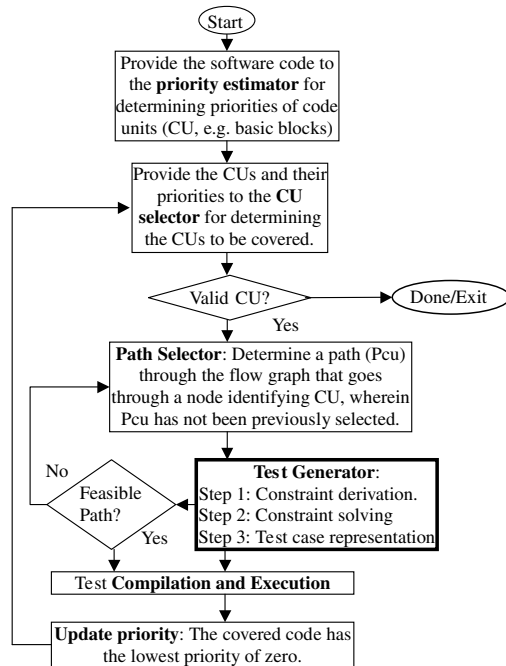 Start
Provide the software code to
the priority estimator for
determining priorities of code
units (CU, e.g. basic blocks)
Provide the CUs and their
priorities to the CU
selector for determining
the CUs to be covered.
Valid CU?
Done/Exit
Yes
Path Selector: Determine a path (Pcu)
through the flow graph that goes
through a node identifying CU, wherein
Pcu has not been previously selected.
No
Feasible
Path?
Yes
Test Generator:
Step 1: Constraint derivation.
Step 2: Constraint solving
Step 3: Test case representation
Test Compilation and Execution
Update priority: The covered code has
the lowest priority of zero.